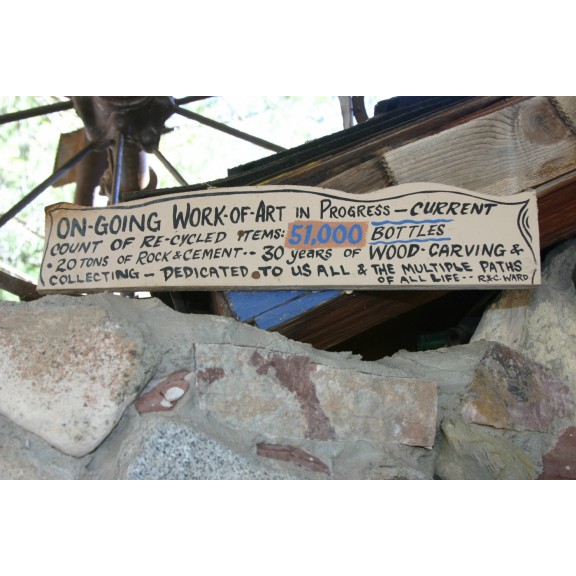 ON-GOING WORK-OF-ART IN PROGRESS - CURRENT
COUNT OF RE-CYCLED ITEMS: 51,000 BOTTLES
• 20 TONS OF ROCK & CEMENT -- 30 YEARS OF WOOD-CARVING &
COLLECTING - DEDICATED TO US ALL & THE MULTIPLE PATHS
OF ALL LIFE -- R&C. WARD